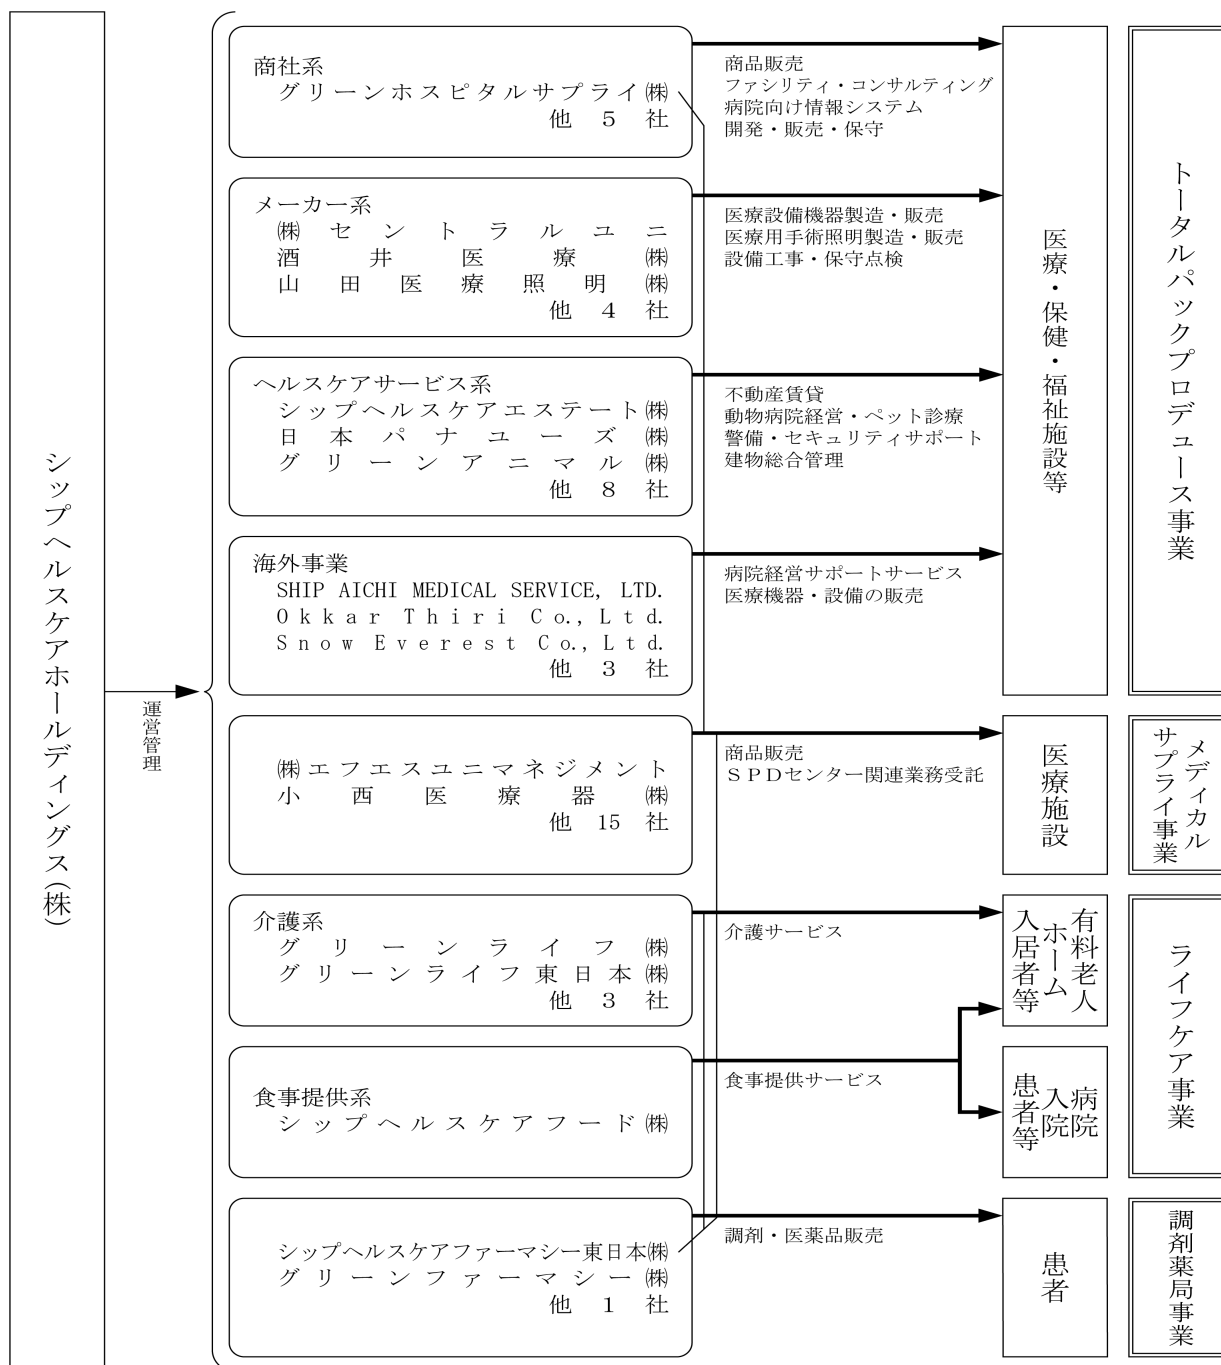 シップヘルスケアホールディングス(株)
運営管理
商社系
グリーンホスピタルサプライ㈱
他 5 社
商品販売
ファシリティ・コンサルティング
病院向け情報システム
開発・販売・保守
メーカー系
㈱セントラルユニ
酒井医療㈱
山田医療照明㈱
他 4 社
医療設備機器製造・販売
医療用手術照明製造・販売
設備工事・保守点検
ヘルスケアサービス系
シップヘルスケアエステート㈱
日本パナユーズ㈱
グリーンアニマル㈱
他 8 社
不動産賃貸
動物病院経営・ペット診療
警備・セキュリティサポート
建物総合管理
海外事業
SHIP AICHI MEDICAL SERVICE, LTD.
Okkar Thiri Co., Ltd.
Snow Everest Co., Ltd.
他 3 社
病院経営サポートサービス
医療機器・設備の販売
医療・保健・福祉施設等
トータルパックプロデュース事業
㈱エフエスユニマネジメント
小西医療器㈱
他 15 社
商品販売
ＳＰＤセンター関連業務受託
医療施設
メディカル
サプライ事業
介護系
グリーンライフ㈱
グリーンライフ東日本㈱
他 3 社
介護サービス
有料老人
ホーム
入居者等
食事提供系
シップヘルスケアフード㈱
食事提供サービス
病院
入院
患者等
ライフケア事業
シップヘルスケアファーマシー東日本㈱
グリーンファーマシー㈱
他 1 社
調剤・医薬品販売
患者
調剤薬局事業